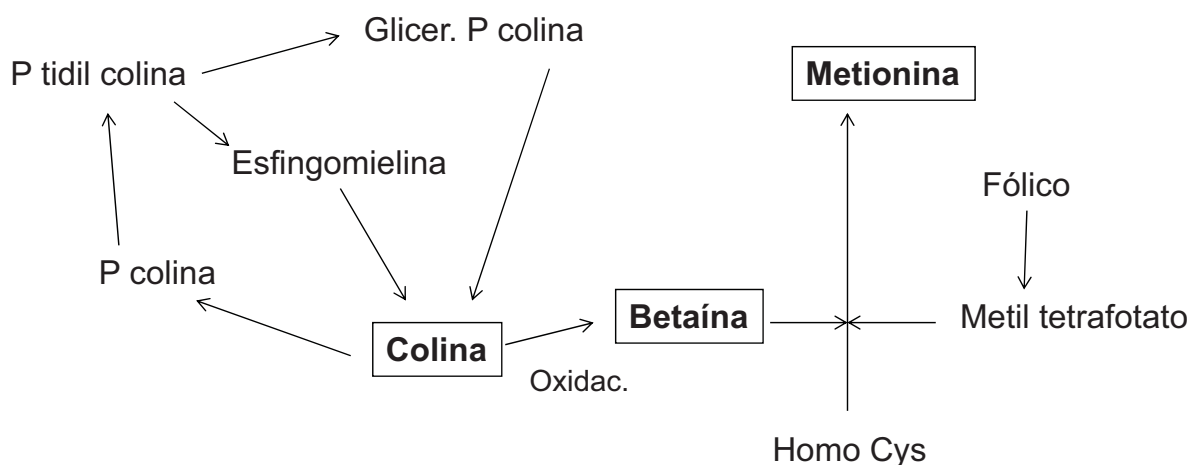 Glicer. P colina
P tidil colina
Metionina
Esfingomielina
Fólico
P colina
Betaína
Metil tetrafotato
Colina
Oxidac.
Homo Cys